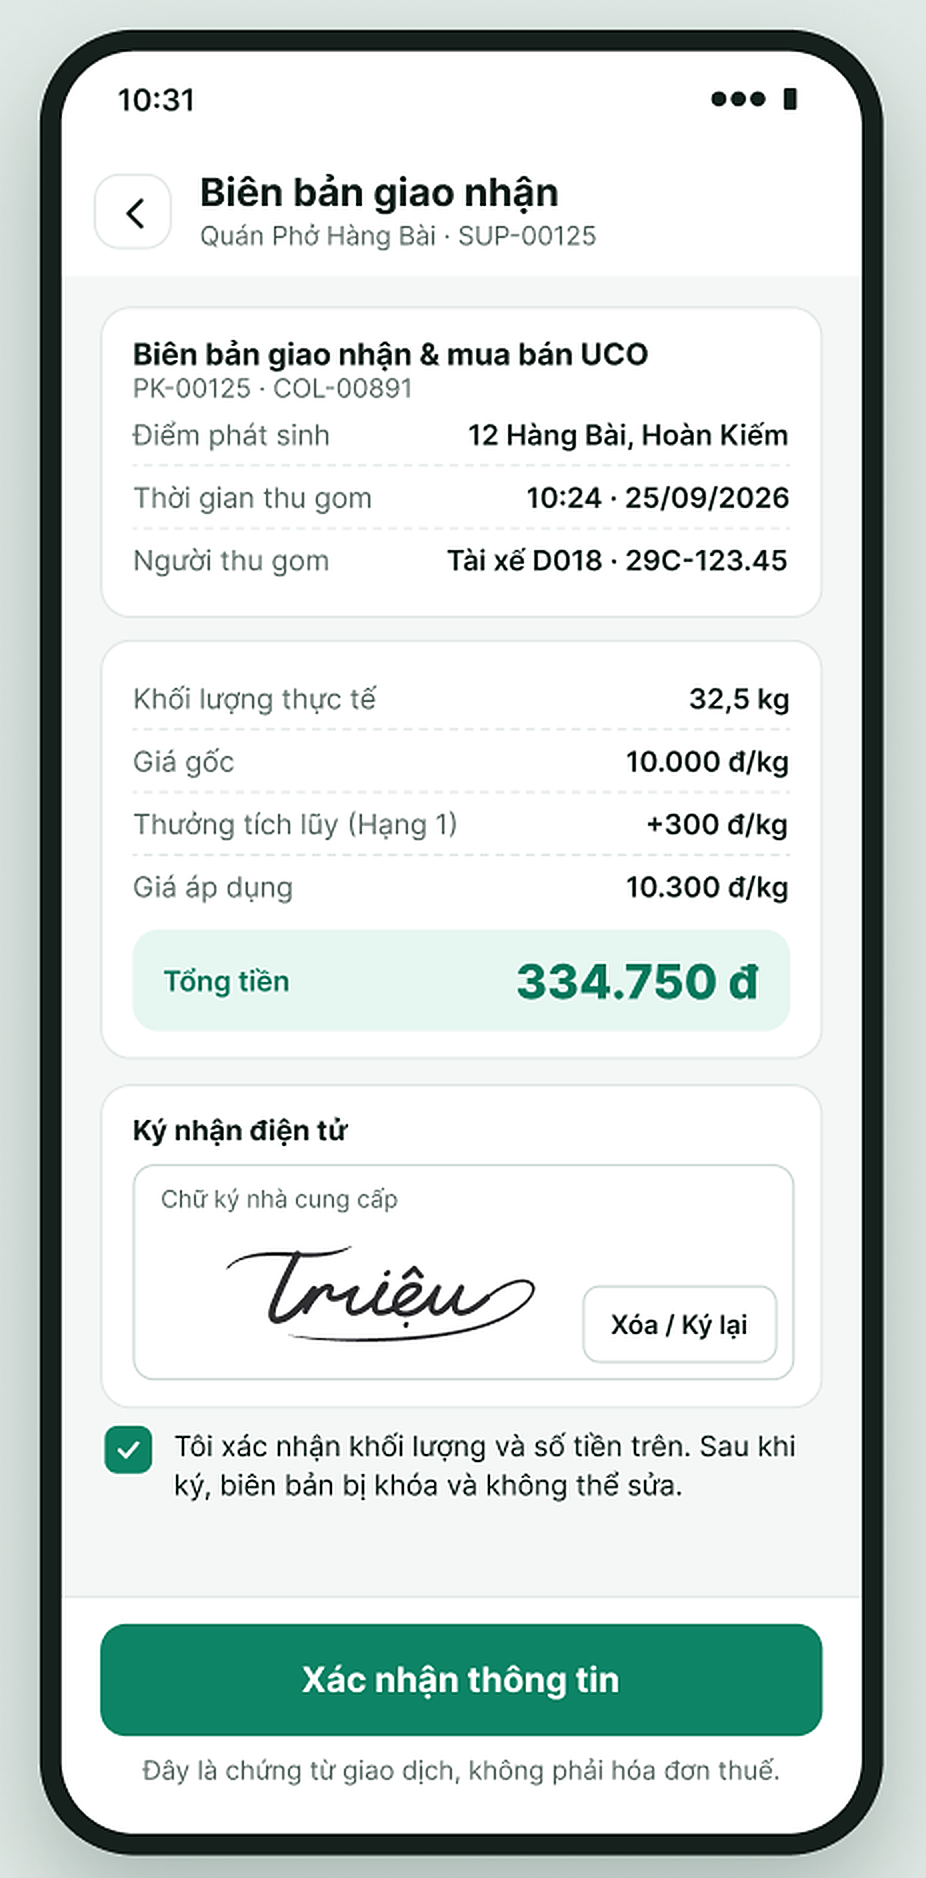 10:31
Biên bản giao nhận
Quán Phở Hàng Bài · SUP-00125
Biên bản giao nhận & mua bán UCO
PK-00125 · COL-00891
Điểm phát sinh 12 Hàng Bài, Hoàn Kiếm
Thời gian thu gom 10:24 · 25/09/2026
Người thu gom Tài xế D018 · 29C-123.45
Khối lượng thực tế 32,5 kg
Giá gốc 10.000 đ/kg
Thưởng tích lũy (Hạng 1) +300 đ/kg
Giá áp dụng 10.300 đ/kg
Tổng tiền 334.750 đ
Ký nhận điện tử
Chữ ký nhà cung cấp
Triệu
Xóa / Ký lại
Tôi xác nhận khối lượng và số tiền trên. Sau khi
ký, biên bản bị khóa và không thể sửa.
Xác nhận thông tin
Đây là chứng từ giao dịch, không phải hóa đơn thuế.